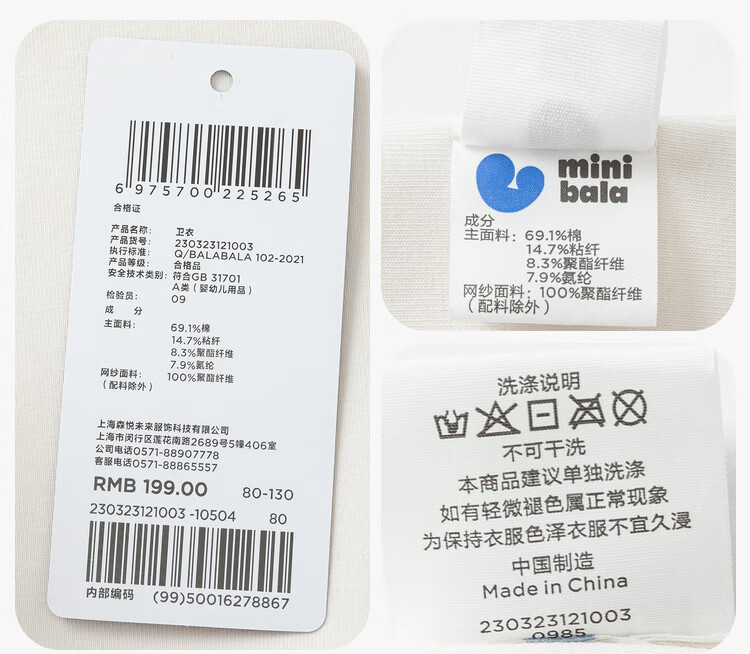 6 975700 225265
合格证
产品名称: 卫衣
产品货号: 230323121003
执行标准: Q/BALABALA 102-2021
产品等级: 合格品
安全技术类别: 符合GB 31701
A类（婴幼儿用品）
检验员: 09
成 分
主面料: 69.1%棉
14.7%粘纤
8.3%聚酯纤维
7.9%氨纶
网纱面料: 100%聚酯纤维
（配料除外）
上海森悦未来服饰科技有限公司
上海市闵行区莲花南路2689号5幢406室
公司电话0571-88907778
客服电话0571-88865557
RMB 199.00 80-130
230323121003 -10504 80
内部编码 (99)50016278867
mini
bala
成分
主面料: 69.1%棉
14.7%粘纤
8.3%聚酯纤维
7.9%氨纶
网纱面料: 100%聚酯纤维
（配料除外）
洗涤说明
不可干洗
本商品建议单独洗涤
如有轻微褪色属正常现象
为保持衣服色泽衣服不宜久浸
中国制造
Made in China
230323121003
0985